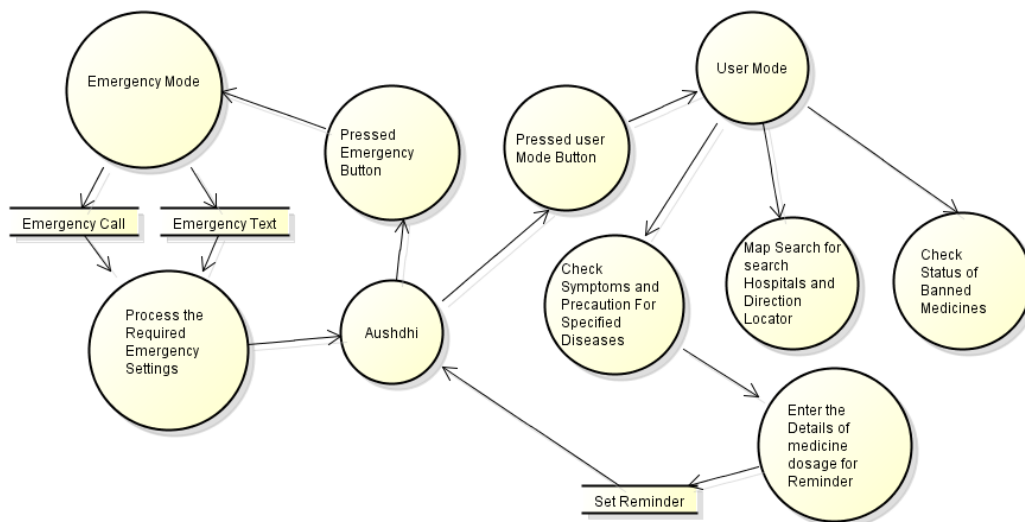 Emergency Mode
User Mode
Pressed
Emergency
Button
Pressed user
Mode Button
Emergency Call
Emergency Text
Process the
Required
Emergency
Settings
Aushdhi
Check
Symptoms and
Precaution For
Specified
Diseases
Map Search for
search
Hospitals and
Direction
Locator
Check
Status of
Banned
Medicines
Enter the
Details of
medicine
dosage for
Reminder
Set Reminder